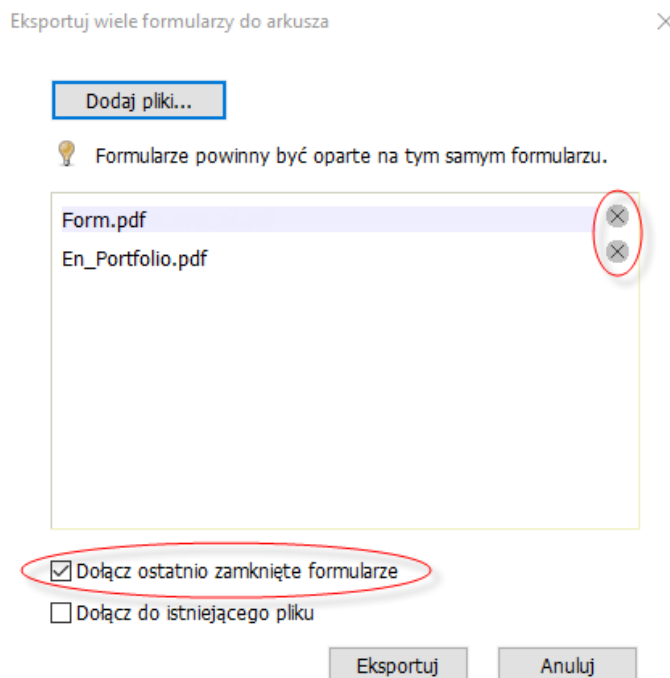 Eksportuj wiele formularzy do arkusza
Dodaj pliki...
Formularze powinny być oparte na tym samym formularzu.
Form.pdf
En_Portfolio.pdf
Dołącz ostatnio zamknięte formularze
Dołącz do istniejącego pliku
Eksportuj Anuluj